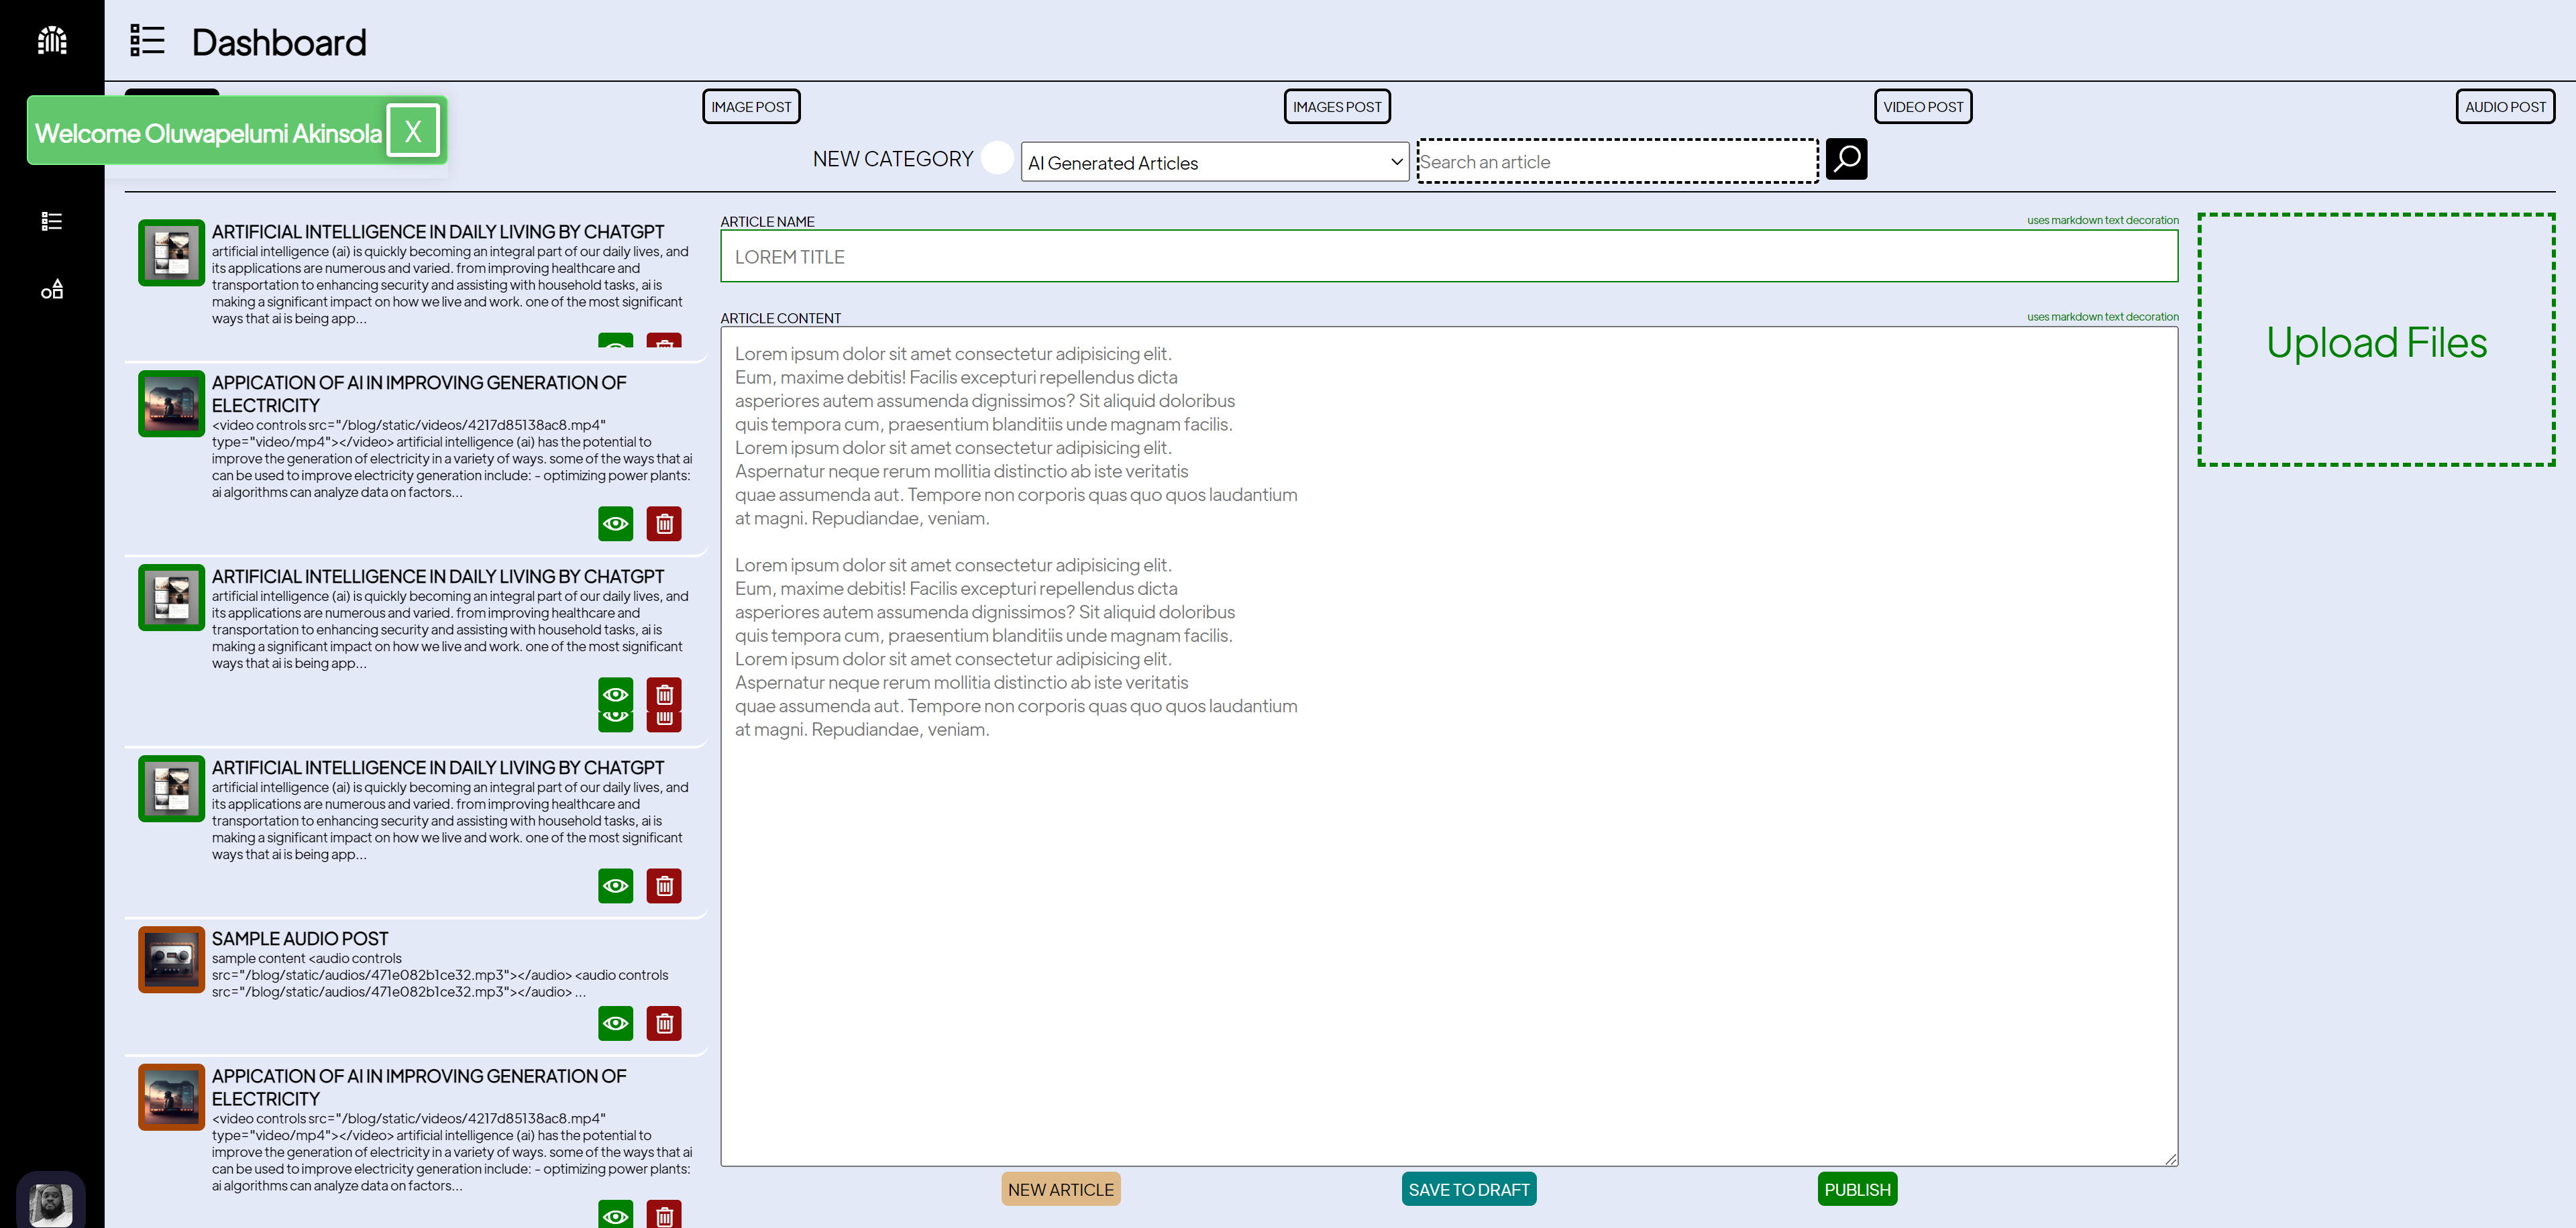 Dashboard
IMAGE POST
IMAGES POST
VIDEO POST
AUDIO POST
Welcome Oluwapelumi Akinsola X
NEW CATEGORY
AI Generated Articles
Search an article
ARTIFICIAL INTELLIGENCE IN DAILY LIVING BY CHATGPT
artificial intelligence (ai) is quickly becoming an integral part of our daily lives, and
its applications are numerous and varied. from improving healthcare and
transportation to enhancing security and assisting with household tasks, ai is
making a significant impact on how we live and work. one of the most significant
ways that ai is being app...
APPICATION OF AI IN IMPROVING GENERATION OF
ELECTRICITY
<video controls src="/blog/static/videos/4217d85138ac8.mp4"
type="video/mp4"></video> artificial intelligence (ai) has the potential to
improve the generation of electricity in a variety of ways. some of the ways that ai
can be used to improve electricity generation include: - optimizing power plants:
ai algorithms can analyze data on factors...
ARTIFICIAL INTELLIGENCE IN DAILY LIVING BY CHATGPT
artificial intelligence (ai) is quickly becoming an integral part of our daily lives, and
its applications are numerous and varied. from improving healthcare and
transportation to enhancing security and assisting with household tasks, ai is
making a significant impact on how we live and work. one of the most significant
ways that ai is being app...
ARTIFICIAL INTELLIGENCE IN DAILY LIVING BY CHATGPT
artificial intelligence (ai) is quickly becoming an integral part of our daily lives, and
its applications are numerous and varied. from improving healthcare and
transportation to enhancing security and assisting with household tasks, ai is
making a significant impact on how we live and work. one of the most significant
ways that ai is being app...
SAMPLE AUDIO POST
sample content <audio controls
src="/blog/static/audios/471e082b1ce32.mp3"></audio> <audio controls
src="/blog/static/audios/471e082b1ce32.mp3"></audio> ...
APPICATION OF AI IN IMPROVING GENERATION OF
ELECTRICITY
<video controls src="/blog/static/videos/4217d85138ac8.mp4"
type="video/mp4"></video> artificial intelligence (ai) has the potential to
improve the generation of electricity in a variety of ways. some of the ways that ai
can be used to improve electricity generation include: - optimizing power plants:
ai algorithms can analyze data on factors...
ARTICLE NAME
uses markdown text decoration
LOREM TITLE
ARTICLE CONTENT
uses markdown text decoration
Lorem ipsum dolor sit amet consectetur adipisicing elit.
Eum, maxime debitis! Facilis excepturi repellendus dicta
asperiores autem assumenda dignissimos? Sit aliquid doloribus
quis tempora cum, praesentium blanditiis unde magnam facilis.
Lorem ipsum dolor sit amet consectetur adipisicing elit.
Aspernatur neque rerum mollitia distinctio ab iste veritatis
quae assumenda aut. Tempore non corporis quas quo quos laudantium
at magni. Repudiandae, veniam.
Lorem ipsum dolor sit amet consectetur adipisicing elit.
Eum, maxime debitis! Facilis excepturi repellendus dicta
asperiores autem assumenda dignissimos? Sit aliquid doloribus
quis tempora cum, praesentium blanditiis unde magnam facilis.
Lorem ipsum dolor sit amet consectetur adipisicing elit.
Aspernatur neque rerum mollitia distinctio ab iste veritatis
quae assumenda aut. Tempore non corporis quas quo quos laudantium
at magni. Repudiandae, veniam.
NEW ARTICLE
SAVE TO DRAFT
PUBLISH
Upload Files